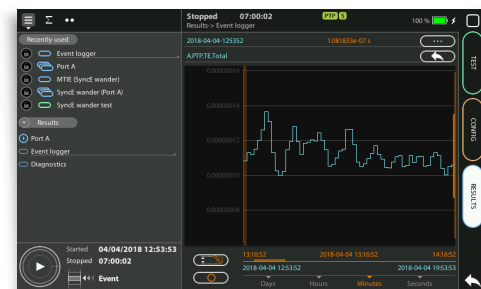 Σ
Stopped 07:00:02 PTP S 100 %
Results-> Event logger
Recently used
Event logger
Port A
MTIE (SyncE wander)
SyncE wander (Port A)
SyncE wander test
Results
Port A
Event logger
Diagnostics
2018-04-04-125352 1.081833e-07 s ...
A.PTP.TE.Total
0.00000016
0.00000014
0.00000012
0.00000010
0.00000008
TEST
CONFIG
RESULTS
Started 04/04/2018 12:53:53
Stopped 07:00:02
Event
13:16:52 2018-04-04 13:16:52 14:16:52
2018-04-04 12:53:52 2018-04-04 19:53:53
Days Hours Minutes Seconds